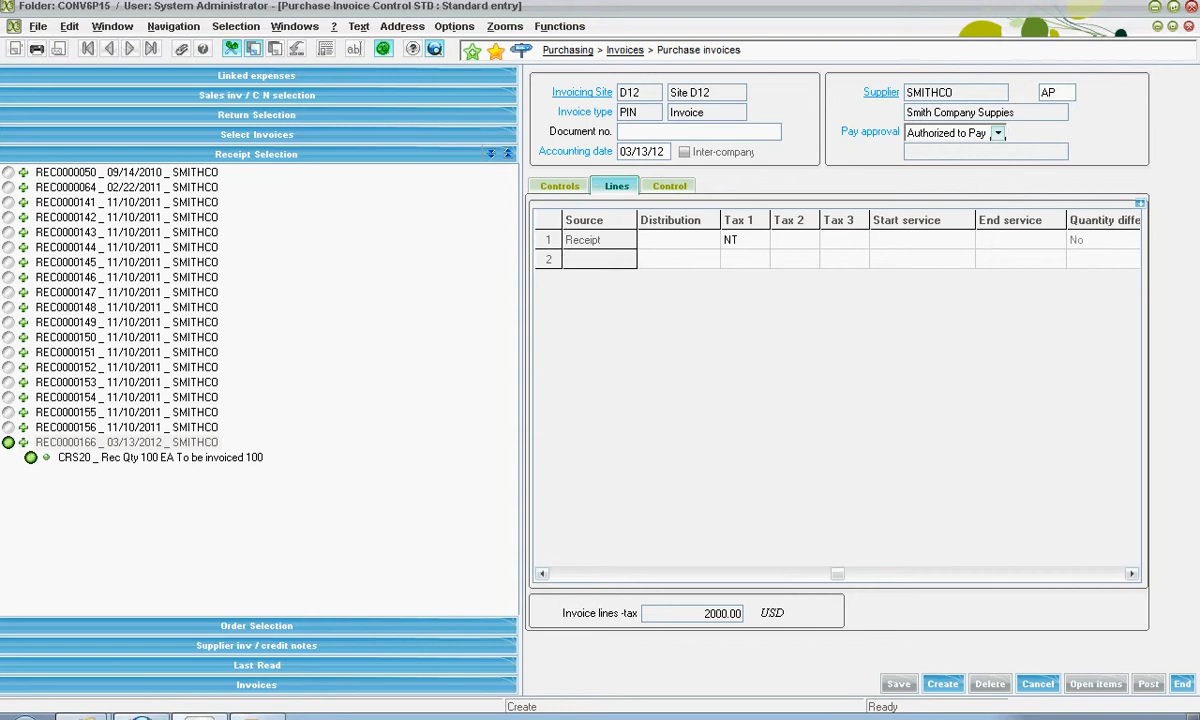 Folder: CONV6P15 / User: System Administrator - [Purchase Invoice Control STD : Standard entry]
File Edit Window Navigation Selection Windows ? Text Address Options Zooms Functions
Purchasing > Invoices > Purchase invoices
Linked expenses
Sales inv / C N selection
Return Selection
Select Invoices
Receipt Selection
REC0000050 _ 09/14/2010 _ SMITHCO
REC0000064 _ 02/22/2011 _ SMITHCO
REC0000141 _ 11/10/2011 _ SMITHCO
REC0000142 _ 11/10/2011 _ SMITHCO
REC0000143 _ 11/10/2011 _ SMITHCO
REC0000144 _ 11/10/2011 _ SMITHCO
REC0000145 _ 11/10/2011 _ SMITHCO
REC0000146 _ 11/10/2011 _ SMITHCO
REC0000147 _ 11/10/2011 _ SMITHCO
REC0000148 _ 11/10/2011 _ SMITHCO
REC0000149 _ 11/10/2011 _ SMITHCO
REC0000150 _ 11/10/2011 _ SMITHCO
REC0000151 _ 11/10/2011 _ SMITHCO
REC0000152 _ 11/10/2011 _ SMITHCO
REC0000153 _ 11/10/2011 _ SMITHCO
REC0000154 _ 11/10/2011 _ SMITHCO
REC0000155 _ 11/10/2011 _ SMITHCO
REC0000156 _ 11/10/2011 _ SMITHCO
REC0000166 _ 03/13/2012 _ SMITHCO
CRS20 _ Rec Qty 100 EA To be invoiced 100
Order Selection
Supplier inv / credit notes
Last Read
Invoices
Invoicing Site D12 Site D12
Invoice type PIN Invoice
Document no.
Accounting date 03/13/12 Inter-company
Supplier SMITHCO AP
Smith Company Suppies
Pay approval Authorized to Pay
Controls Lines Control
Source Distribution Tax 1 Tax 2 Tax 3 Start service End service Quantity diffe
1 Receipt NT No
2
Invoice lines -tax 2000.00 USD
Save Create Delete Cancel Open items Post End
Create Ready